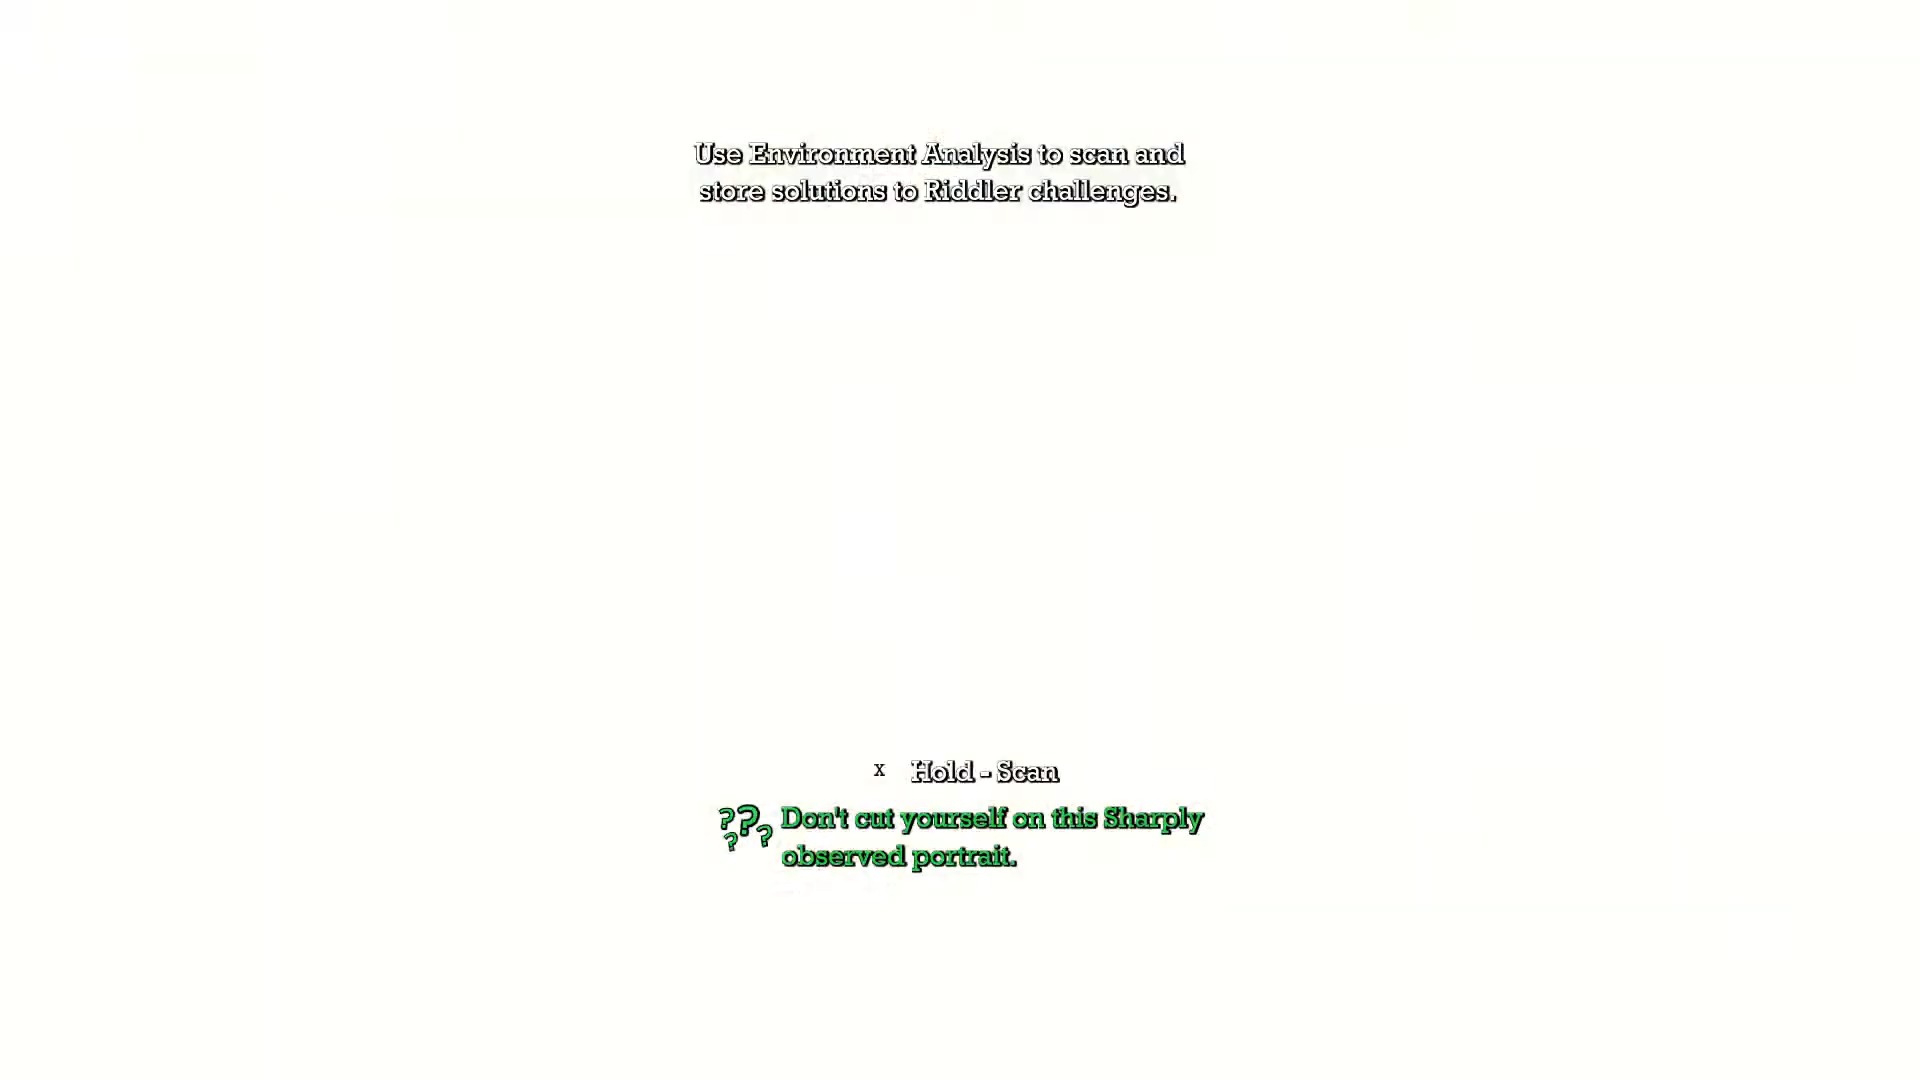 Use Environment Analysis to scan and
store solutions to Riddler challenges.
x Hold - Scan
???? Don't cut yourself on this Sharply
observed portrait.